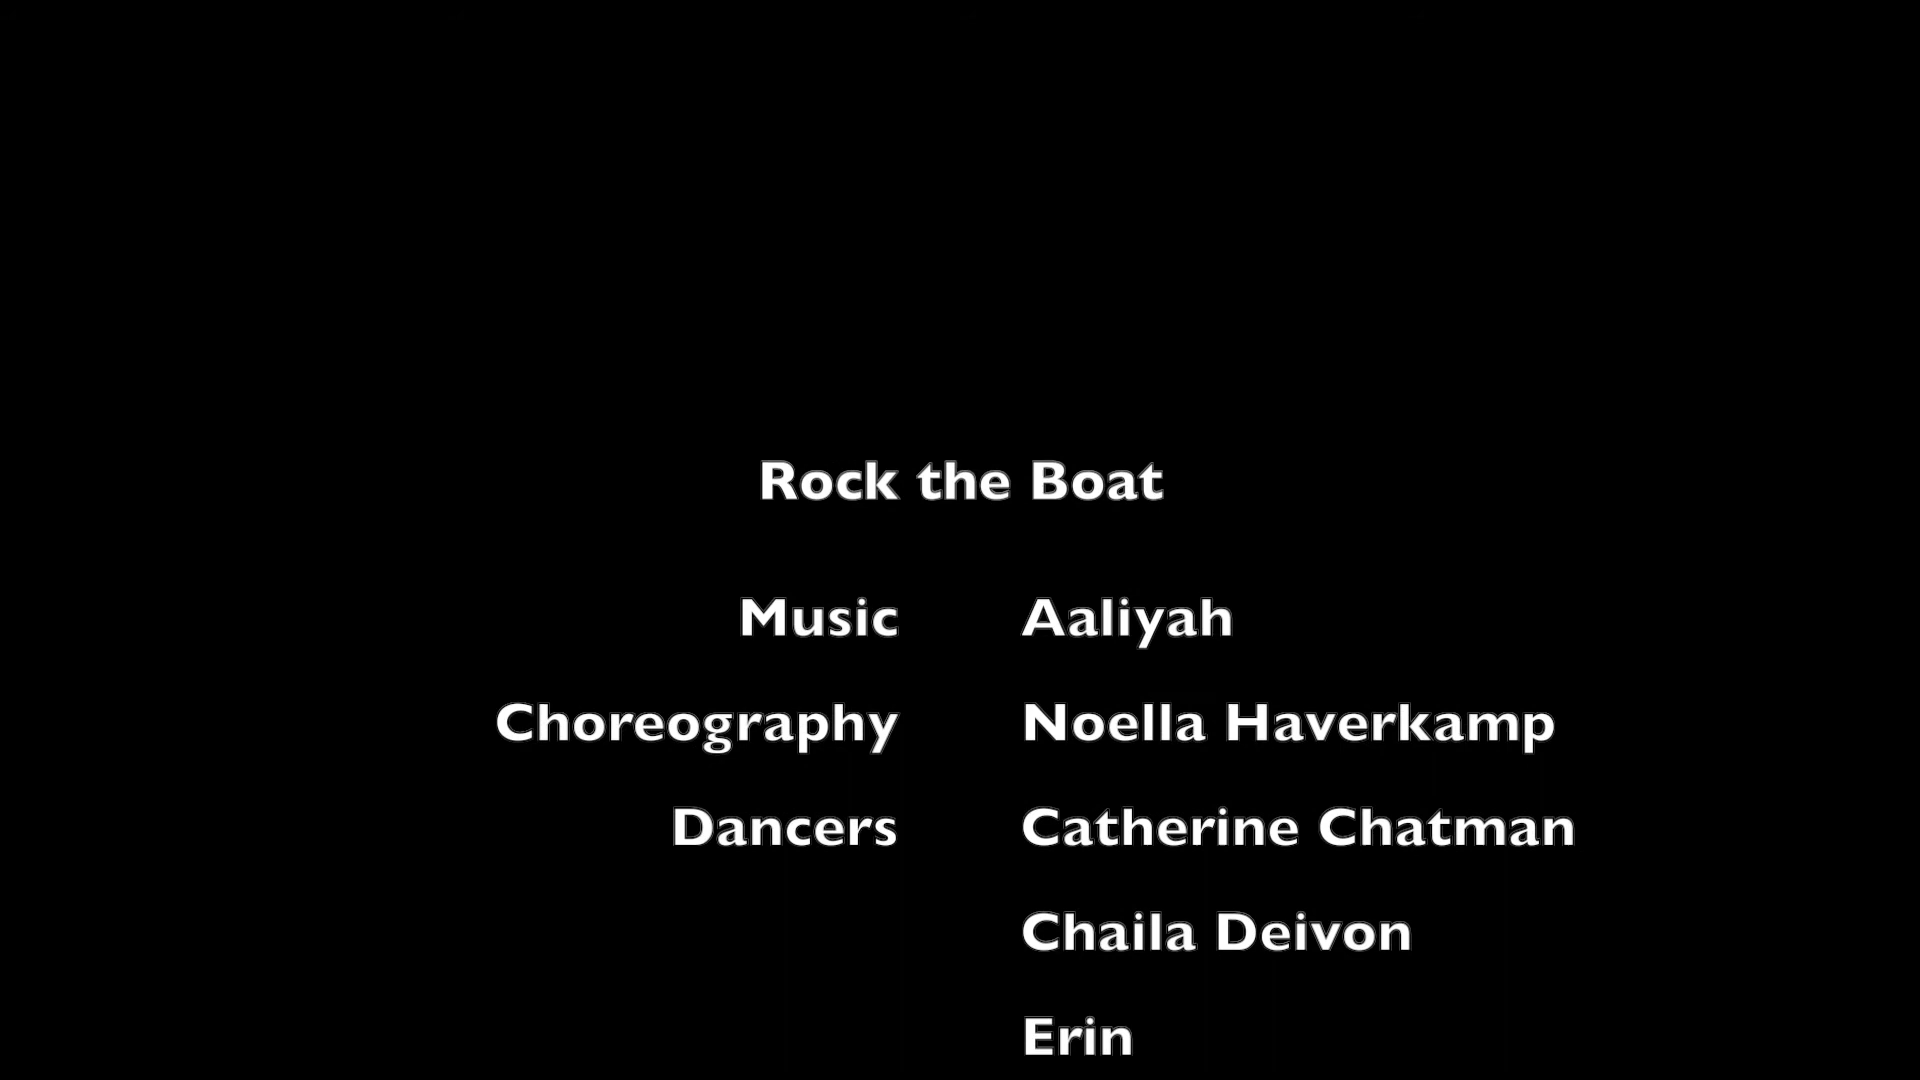 Rock the Boat
Music Aaliyah
Choreography Noella Haverkamp
Dancers Catherine Chatman
Chaila Deivon
Erin